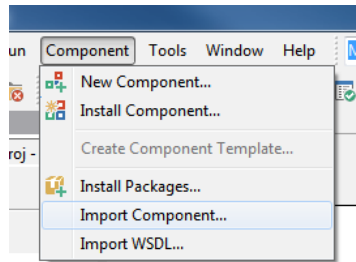 un Component Tools Window Help
New Component...
Install Component...
roj -
Create Component Template...
Install Packages...
Import Component...
Import WSDL...